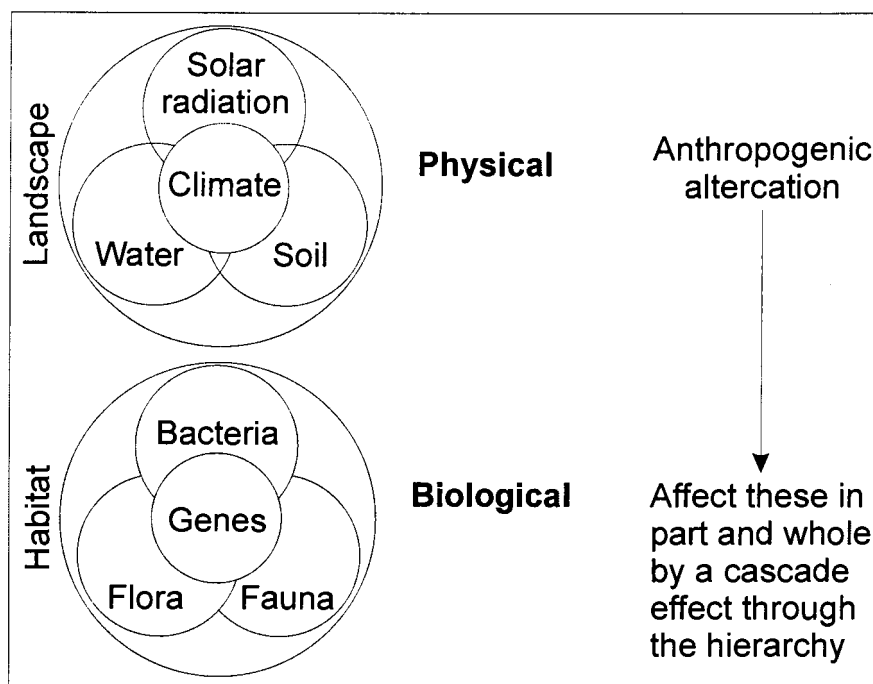 Landscape
Solar
radiation
Climate
Water
Soil
Physical
Anthropogenic
altercation
Habitat
Bacteria
Genes
Flora
Fauna
Biological
Affect these in
part and whole
by a cascade
effect through
the hierarchy